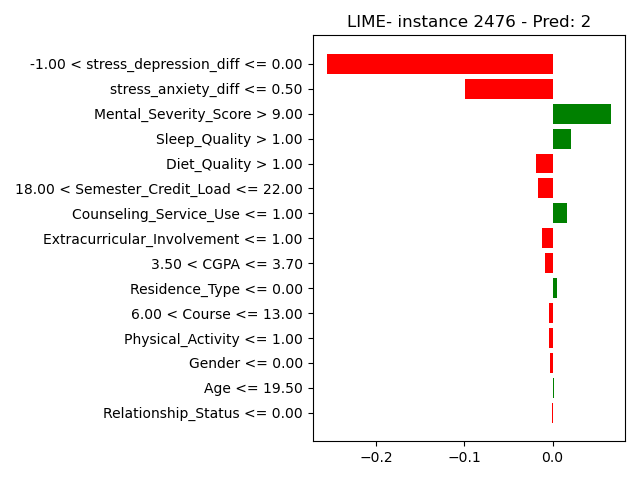 LIME- instance 2476 - Pred: 2
-1.00 < stress_depression_diff <= 0.00
stress_anxiety_diff <= 0.50
Mental_Severity_Score > 9.00
Sleep_Quality > 1.00
Diet_Quality > 1.00
18.00 < Semester_Credit_Load <= 22.00
Counseling_Service_Use <= 1.00
Extracurricular_Involvement <= 1.00
3.50 < CGPA <= 3.70
Residence_Type <= 0.00
6.00 < Course <= 13.00
Physical_Activity <= 1.00
Gender <= 0.00
Age <= 19.50
Relationship_Status <= 0.00
−0.2 −0.1 0.0